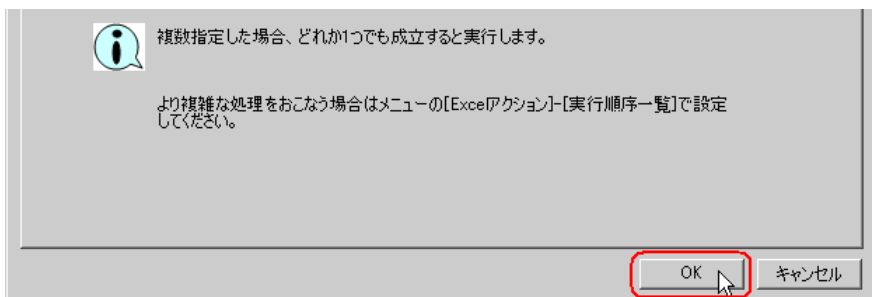 複数指定した場合、どれか1つでも成立すると実行します。
より複雑な処理をおこなう場合はメニューの[Excelアクション]-[実行順序一覧]で設定
してください。
OK
キャンセル